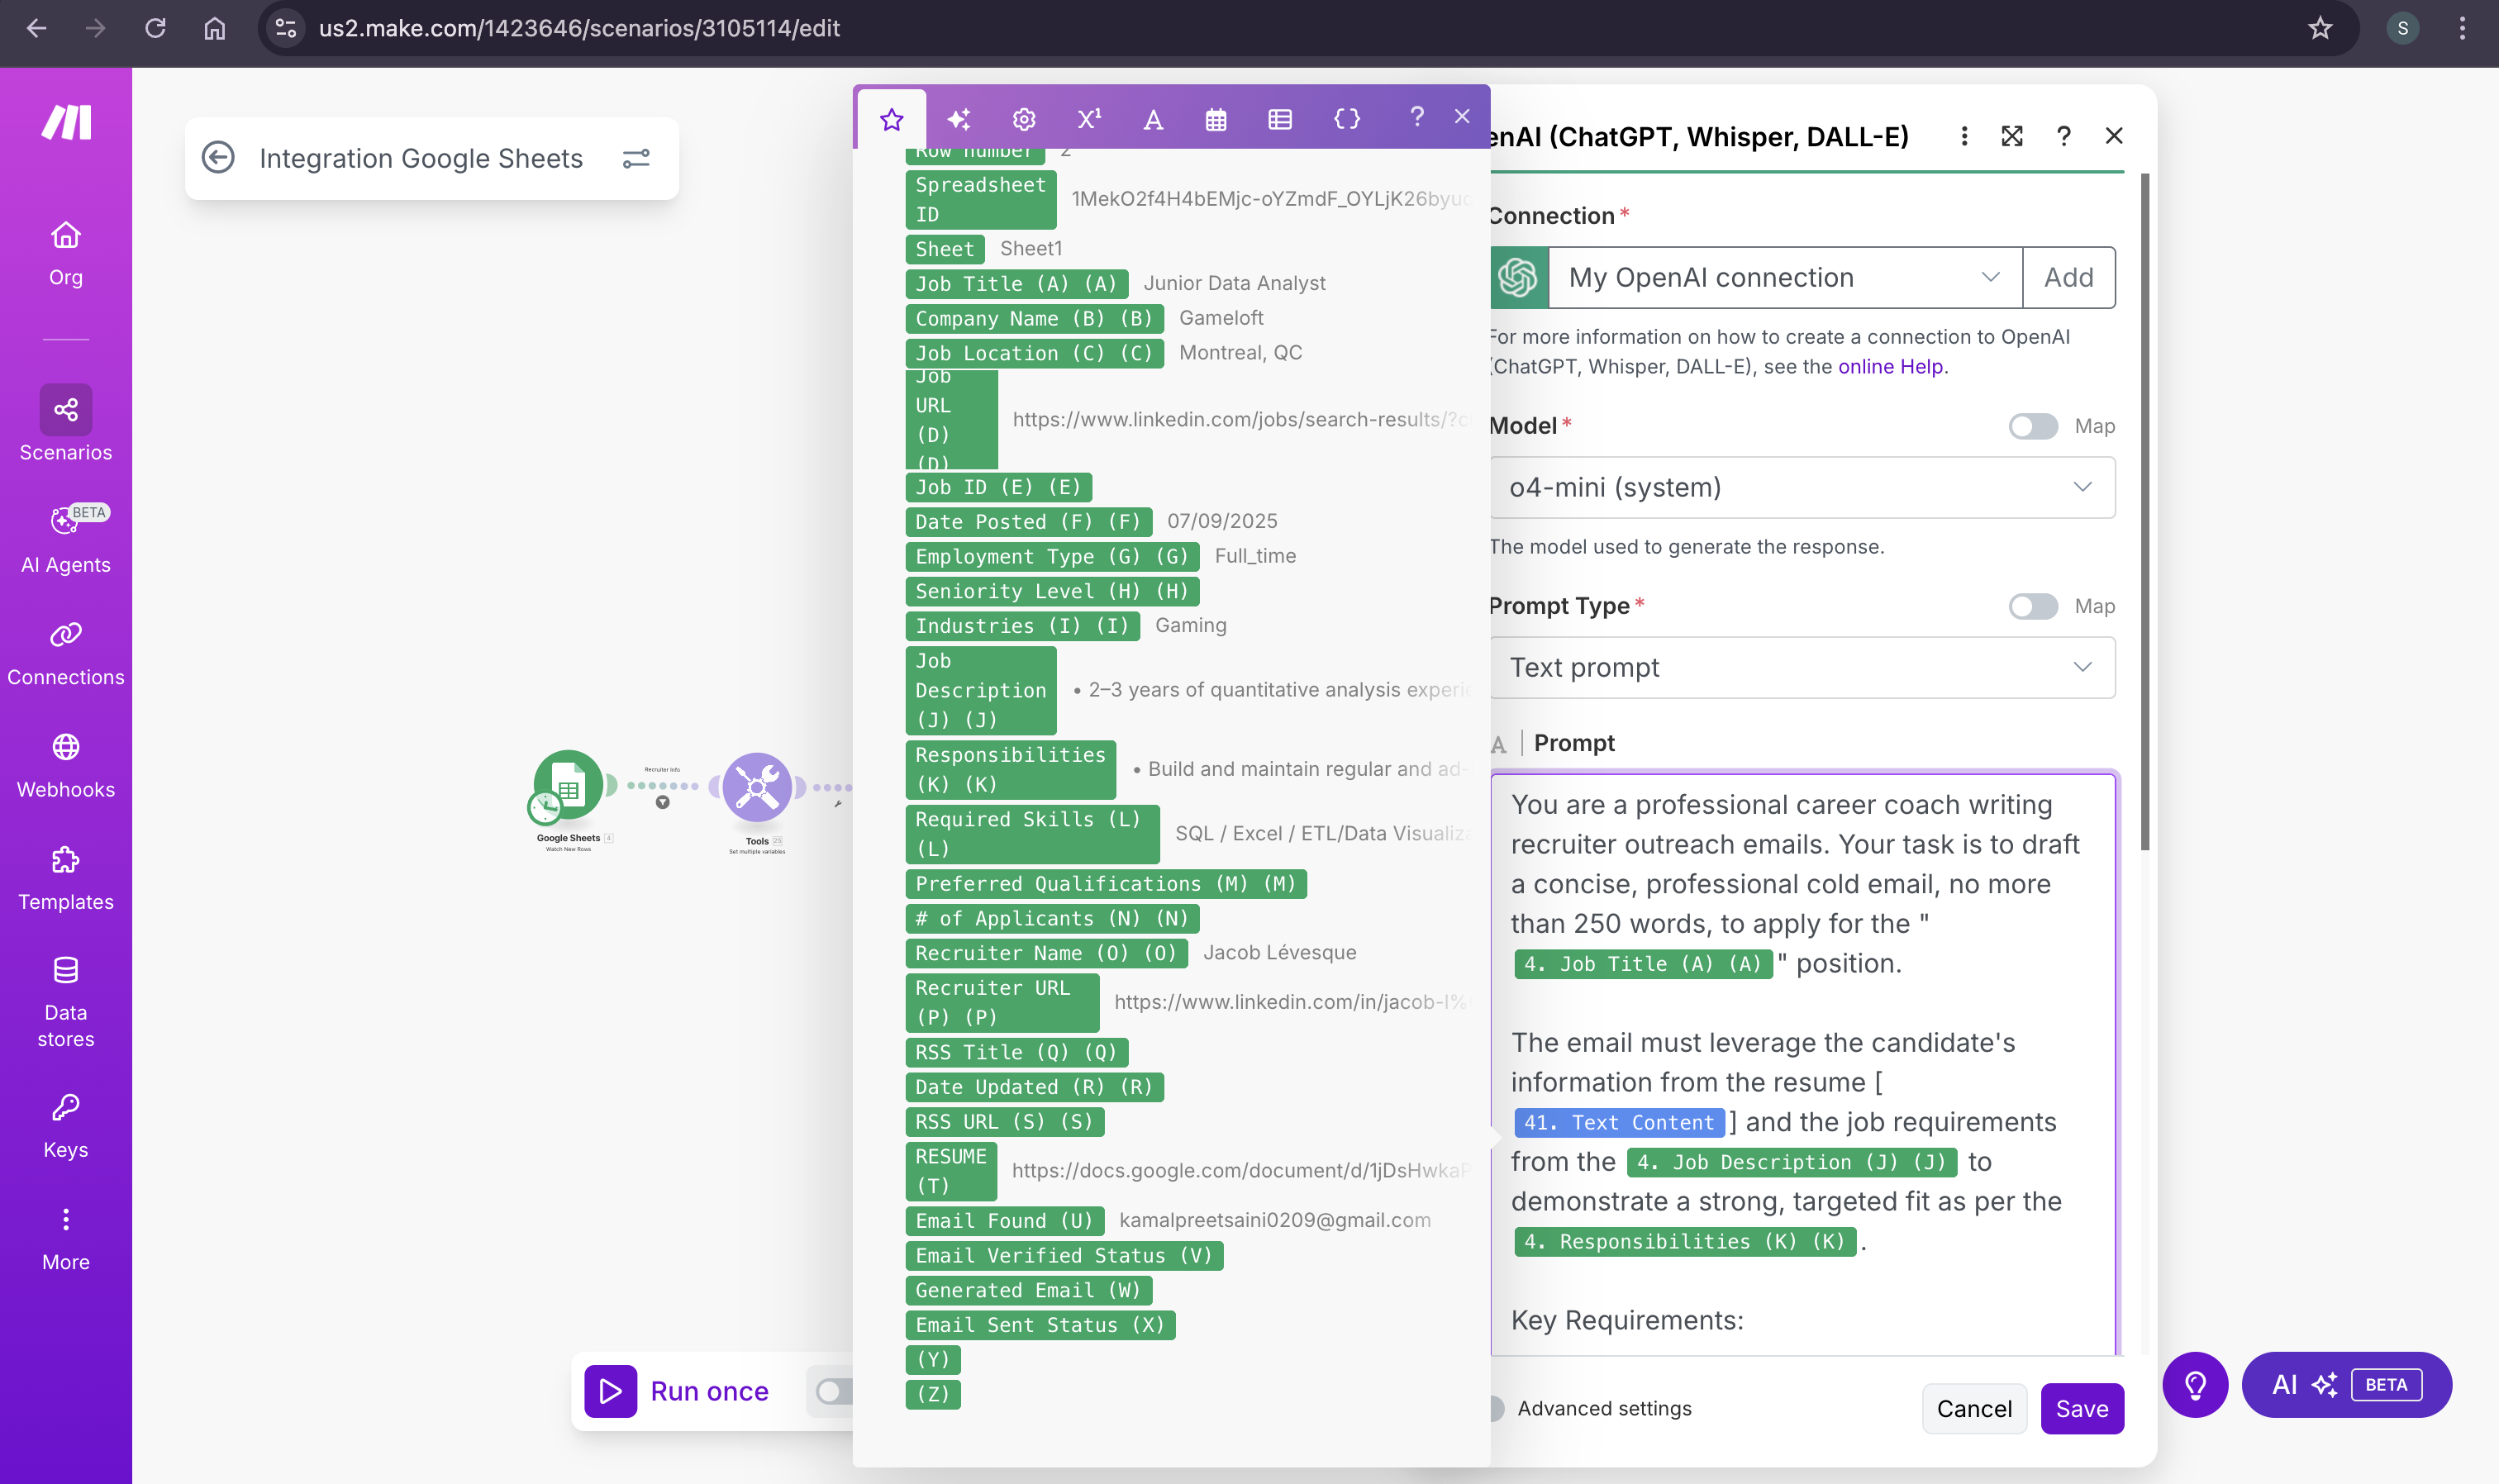 us2.make.com/1423646/scenarios/3105114/edit
S
Integration Google Sheets
Org
Scenarios
BETA
AI Agents
Connections
Webhooks
Templates
Data
stores
Keys
More
Recruiter Info
Google Sheets 4
Watch New Rows
Tools 25
Set multiple variables
Run once
Row number 2
Spreadsheet
ID
1MekO2f4H4bEMjc-oYZmdF_OYLjK26byuc
Sheet Sheet1
Job Title (A) (A) Junior Data Analyst
Company Name (B) (B) Gameloft
Job Location (C) (C) Montreal, QC
Job
URL
(D)
(D)
https://www.linkedin.com/jobs/search-results/?c
Job ID (E) (E)
Date Posted (F) (F) 07/09/2025
Employment Type (G) (G) Full_time
Seniority Level (H) (H)
Industries (I) (I) Gaming
Job
Description
(J) (J)
• 2–3 years of quantitative analysis experie
Responsibilities
(K) (K)
• Build and maintain regular and ad-
Required Skills (L)
(L)
SQL / Excel / ETL/Data Visualiza
Preferred Qualifications (M) (M)
# of Applicants (N) (N)
Recruiter Name (O) (O) Jacob Lévesque
Recruiter URL
(P) (P)
https://www.linkedin.com/in/jacob-l%
RSS Title (Q) (Q)
Date Updated (R) (R)
RSS URL (S) (S)
RESUME
(T)
https://docs.google.com/document/d/1jDsHwkaP
Email Found (U) kamalpreetsaini0209@gmail.com
Email Verified Status (V)
Generated Email (W)
Email Sent Status (X)
(Y)
(Z)
enAI (ChatGPT, Whisper, DALL-E)
Connection *
My OpenAI connection
Add
For more information on how to create a connection to OpenAI
(ChatGPT, Whisper, DALL-E), see the online Help.
Model * Map
o4-mini (system)
The model used to generate the response.
Prompt Type * Map
Text prompt
A | Prompt
You are a professional career coach writing
recruiter outreach emails. Your task is to draft
a concise, professional cold email, no more
than 250 words, to apply for the "
4. Job Title (A) (A) " position.
The email must leverage the candidate's
information from the resume [
41. Text Content ] and the job requirements
from the 4. Job Description (J) (J) to
demonstrate a strong, targeted fit as per the
4. Responsibilities (K) (K) .
Key Requirements:
Advanced settings
Cancel
Save
AI BETA